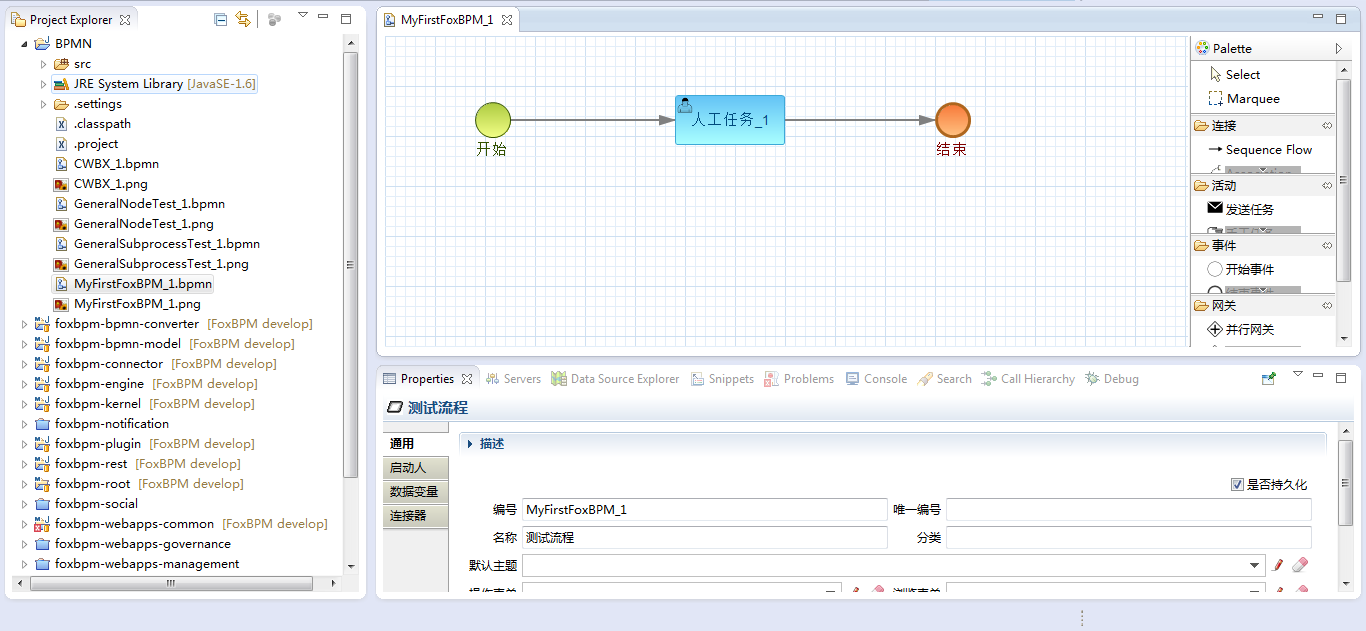 Project Explorer
BPMN
src
JRE System Library [JavaSE-1.6]
.settings
.classpath
.project
CWBX_1.bpmn
CWBX_1.png
GeneralNodeTest_1.bpmn
GeneralNodeTest_1.png
GeneralSubprocessTest_1.bpmn
GeneralSubprocessTest_1.png
MyFirstFoxBPM_1.bpmn
MyFirstFoxBPM_1.png
foxbpm-bpmn-converter [FoxBPM develop]
foxbpm-bpmn-model [FoxBPM develop]
foxbpm-connector [FoxBPM develop]
foxbpm-engine [FoxBPM develop]
foxbpm-kernel [FoxBPM develop]
foxbpm-notification
foxbpm-plugin [FoxBPM develop]
foxbpm-rest [FoxBPM develop]
foxbpm-root [FoxBPM develop]
foxbpm-social
foxbpm-webapps-common [FoxBPM develop]
foxbpm-webapps-governance
foxbpm-webapps-management
MyFirstFoxBPM_1
开始
人工任务_1
结束
Palette
Select
Marquee
连接
Sequence Flow
活动
发送任务
事件
开始事件
网关
并行网关
Properties Servers Data Source Explorer Snippets Problems Console Search Call Hierarchy Debug
测试流程
通用
启动人
数据变量
连接器
描述
是否持久化
编号 MyFirstFoxBPM_1 唯一编号
名称 测试流程 分类
默认主题